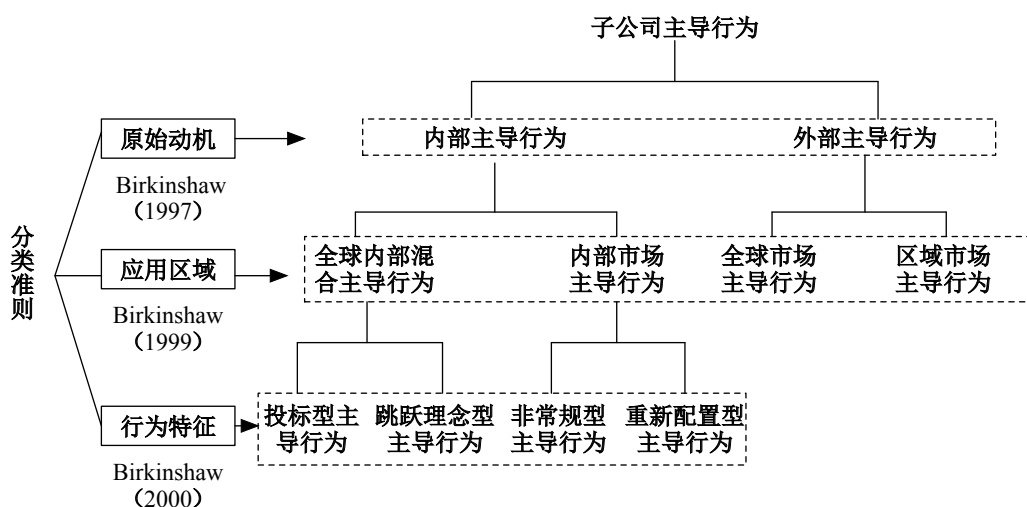 子公司主导行为
原始动机
内部主导行为
外部主导行为
Birkinshaw
（1997）
分类准则
全球内部混
合主导行为
内部市场
主导行为
全球市场
主导行为
区域市场
主导行为
应用区域
Birkinshaw
（1999）
投标型主
导行为
跳跃理念型
主导行为
非常规型
主导行为
重新配置型
主导行为
行为特征
Birkinshaw
（2000）